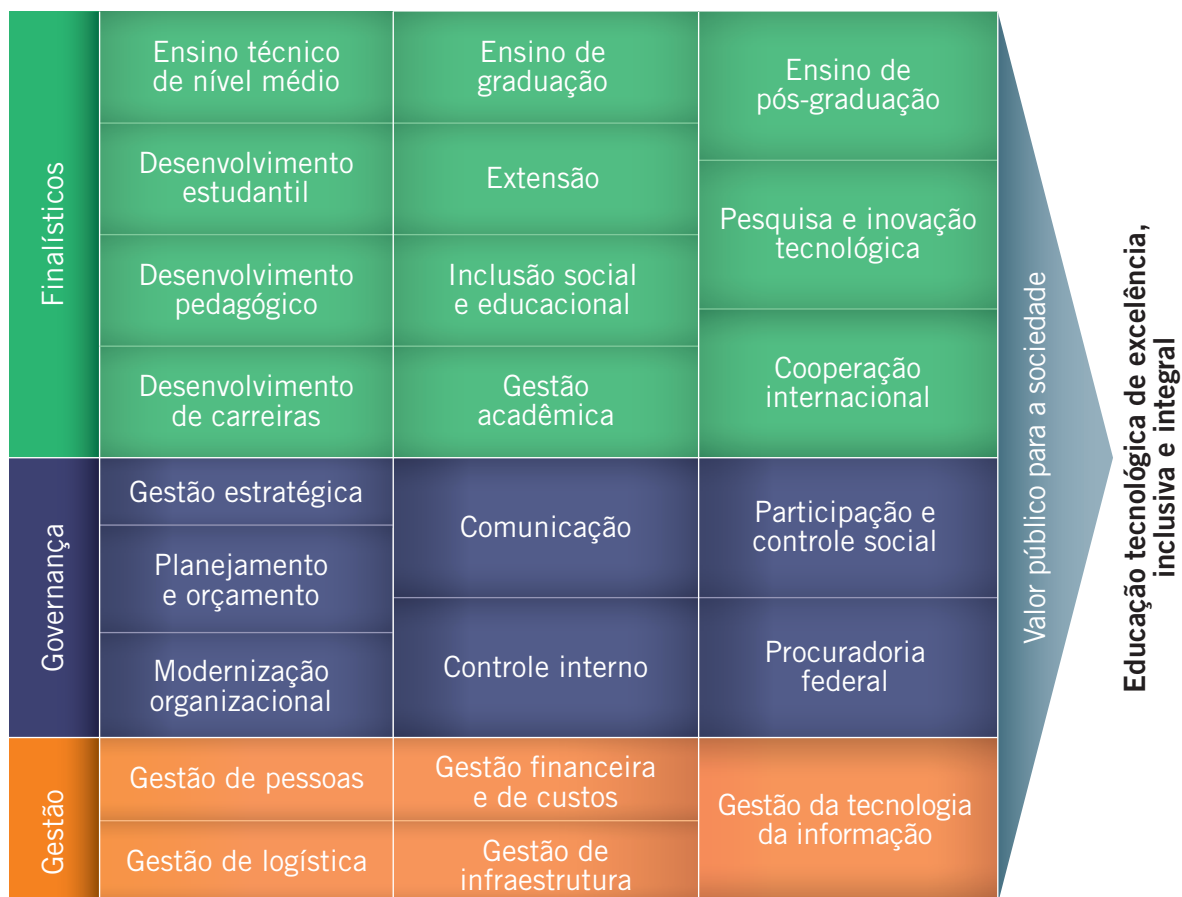 Finalísticos
Ensino técnico
de nível médio
Desenvolvimento
estudantil
Desenvolvimento
pedagógico
Desenvolvimento
de carreiras
Ensino de
graduação
Extensão
Inclusão social
e educacional
Gestão
acadêmica
Ensino de
pós-graduação
Pesquisa e inovação
tecnológica
Cooperação
internacional
Governança
Gestão estratégica
Planejamento
e orçamento
Modernização
organizacional
Comunicação
Controle interno
Participação e
controle social
Procuradoria
federal
Gestão
Gestão de pessoas
Gestão de logística
Gestão financeira
e de custos
Gestão de
infraestrutura
Gestão da tecnologia
da informação
Valor público para a sociedade
Educação tecnológica de excelência,
inclusiva e integral